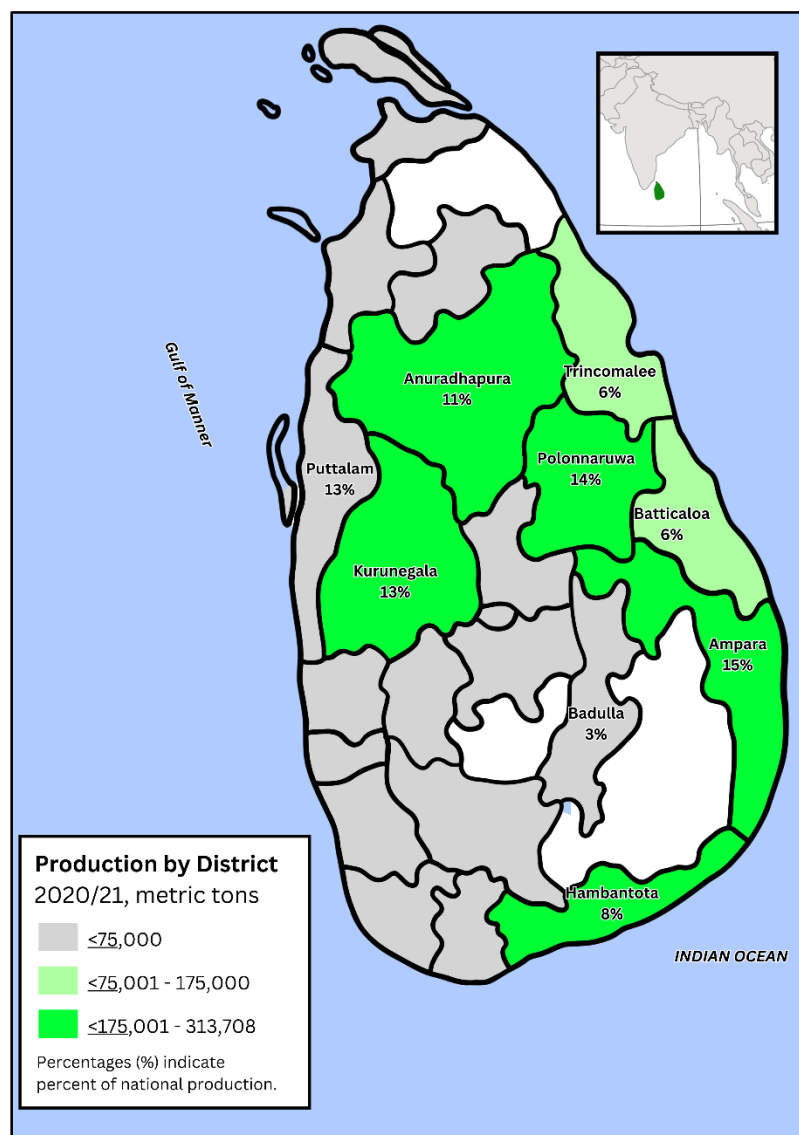 Gulf of Manner
Anuradhapura
11%
Trincomalee
6%
Puttalam
13%
Polonnaruwa
14%
Batticaloa
6%
Kurunegala
13%
Ampara
15%
Badulla
3%
Hambantota
8%
INDIAN OCEAN
Production by District
2020/21, metric tons
<75,000
<75,001 - 175,000
<175,001 - 313,708
Percentages (%) indicate
percent of national production.